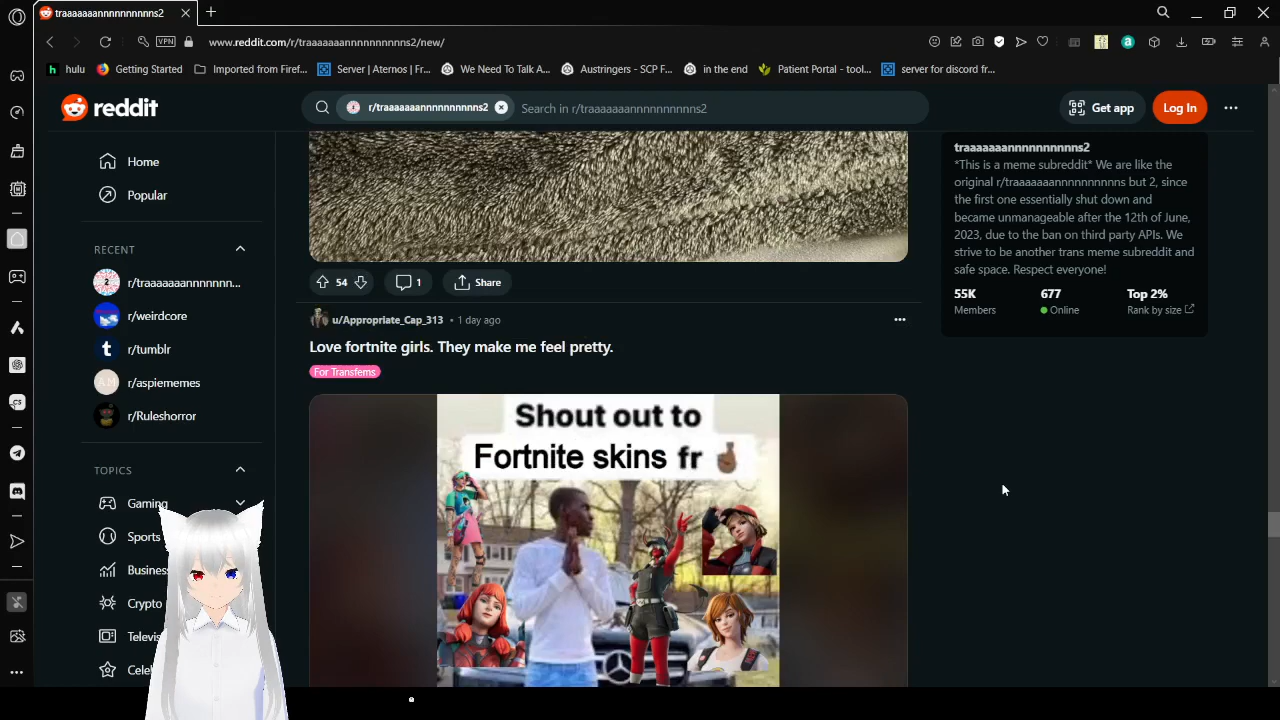 traaaaaaannnnnnnnnns2
VPN
www.reddit.com/r/traaaaaaannnnnnnnnns2/new/
hulu
Getting Started
Imported from Firef...
Server | Aternos | Fr...
We Need To Talk A...
Austringers - SCP F...
in the end
Patient Portal - tool...
server for discord fr...
reddit
r/traaaaaaannnnnnnnnns2
Search in r/traaaaaaannnnnnnnnns2
Get app
Log In
Home
Popular
RECENT
r/traaaaaaannnnnnn...
r/weirdcore
r/tumblr
r/aspiememes
r/Ruleshorror
TOPICS
Gaming
Sports
Business
Crypto
Televis
Celeb
54
1
Share
u/Appropriate_Cap_313 • 1 day ago
Love fortnite girls. They make me feel pretty.
For Transfems
Shout out to
Fortnite skins fr
traaaaaaannnnnnnnnns2
*This is a meme subreddit* We are like the
original r/traaaaaaannnnnnnnnns but 2, since
the first one essentially shut down and
became unmanageable after the 12th of June,
2023, due to the ban on third party APIs. We
strive to be another trans meme subreddit and
safe space. Respect everyone!
55K
677
Top 2%
Members
Online
Rank by size